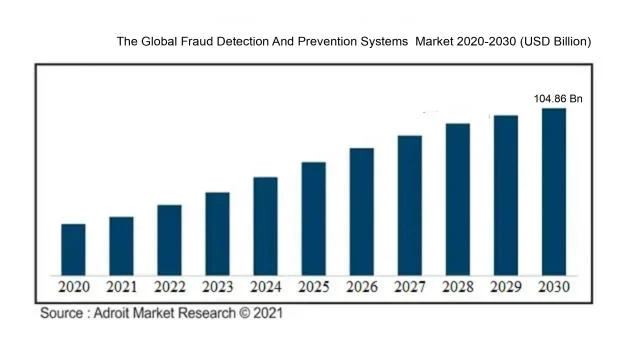 The Global Fraud Detection And Prevention Systems  Market 2020-2030 (USD Billion)
104.86 Bn
2020 2021 2022 2023 2024 2025 2026 2027 2028 2029 2030
Source : Adroit Market Research © 2021